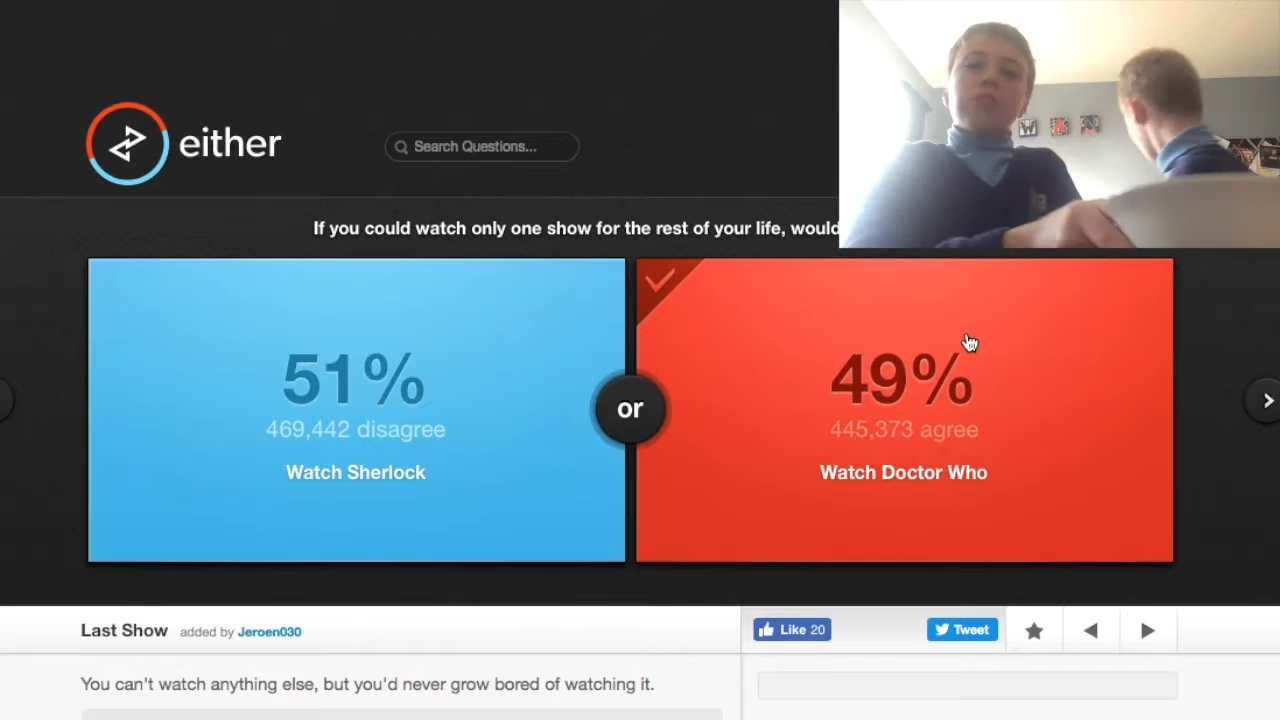 either
Search Questions...
If you could watch only one show for the rest of your life, would
51%
469,442 disagree
Watch Sherlock
or
49%
445,373 agree
Watch Doctor Who
Last Show added by Jeroen030
Like 20
Tweet
You can't watch anything else, but you'd never grow bored of watching it.